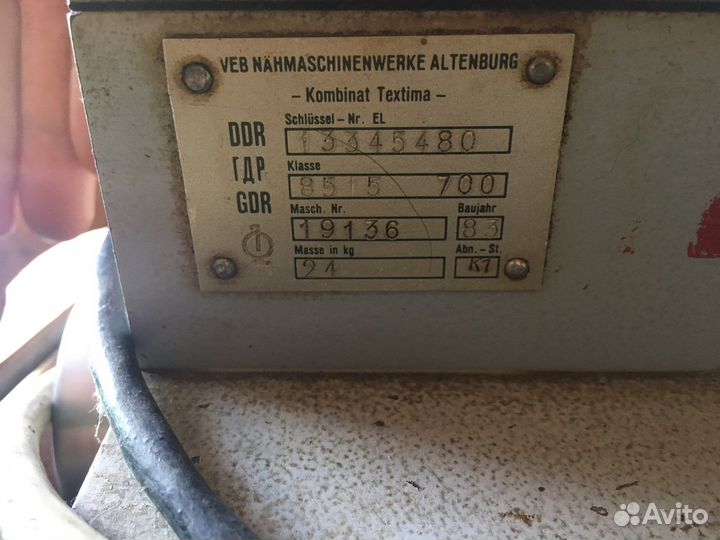 VEB NÄHMASCHINENWERKE ALTENBURG
– Kombinat Textima –
Schlüssel – Nr. EL
DDR 13345480
ГДР Klasse
8515 700
GDR Masch. Nr. Baujahr
19136 83
Masse in kg Abn. – St.
24 K1
Avito